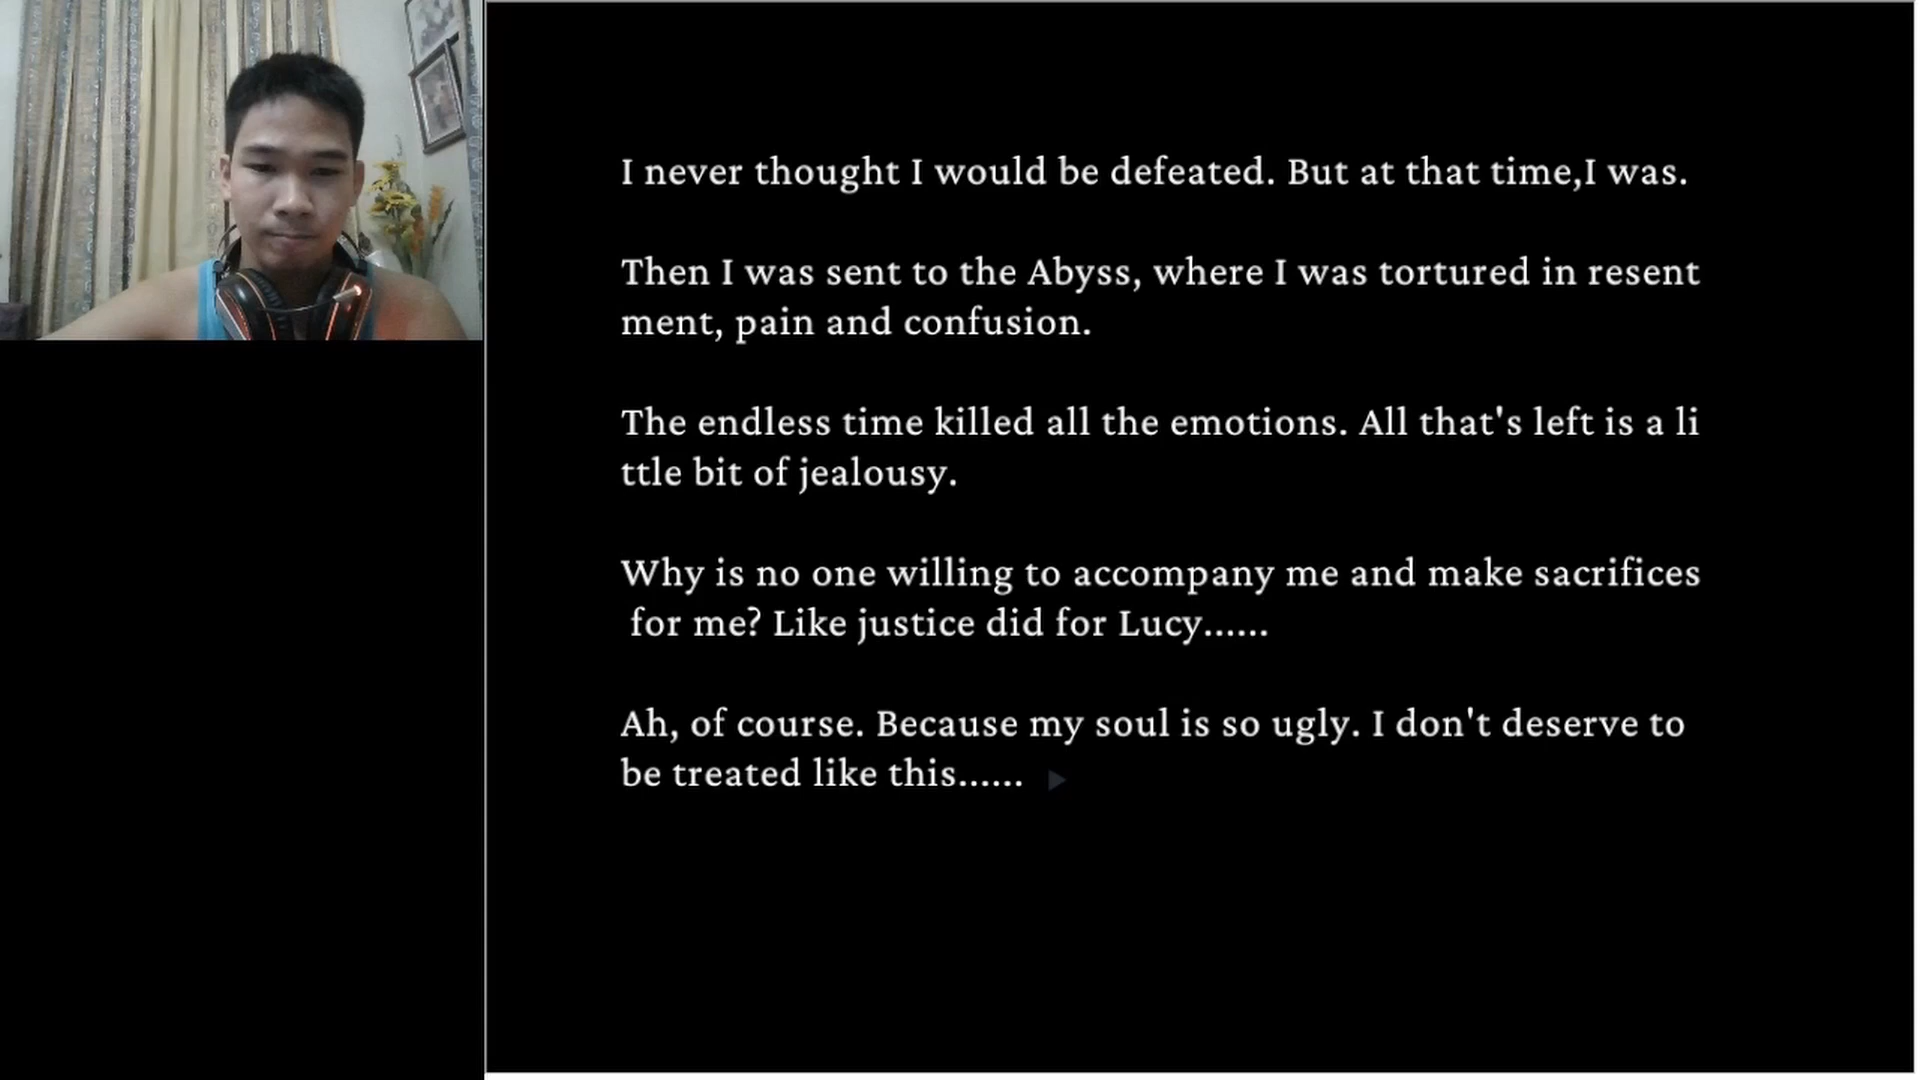 I never thought I would be defeated. But at that time,I was.
Then I was sent to the Abyss, where I was tortured in resent
ment, pain and confusion.
The endless time killed all the emotions. All that's left is a li
ttle bit of jealousy.
Why is no one willing to accompany me and make sacrifices
for me? Like justice did for Lucy......
Ah, of course. Because my soul is so ugly. I don't deserve to
be treated like this......